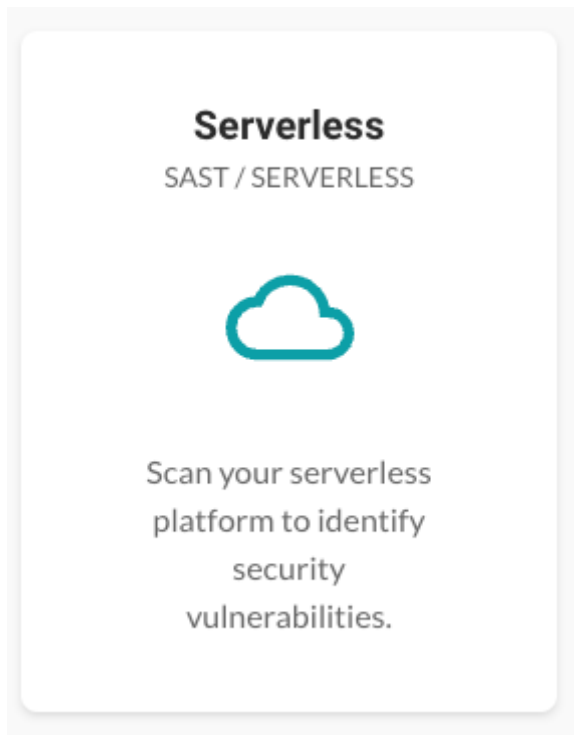 Serverless
SAST / SERVERLESS
Scan your serverless
platform to identify
security
vulnerabilities.